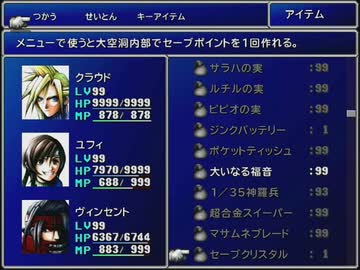 つかう せいとん キーアイテム アイテム
メニューで使うと大空洞内部でセーブポイントを1回作れる。
クラウド
LV99
HP9999/9999
MP 878/ 878
ユフィ
LV99
HP7970/9999
MP 688/ 999
ヴィンセント
LV99
HP6367/6744
MP 883/ 999
サラハの実 :99
ルチルの実 :99
ピピオの実 :99
ジンクバッテリー : 1
ポケットティッシュ :99
大いなる福音 :99
1/35神羅兵 :93
超合金スイーパー :99
マサムネブレード :99
セーブクリスタル : 1